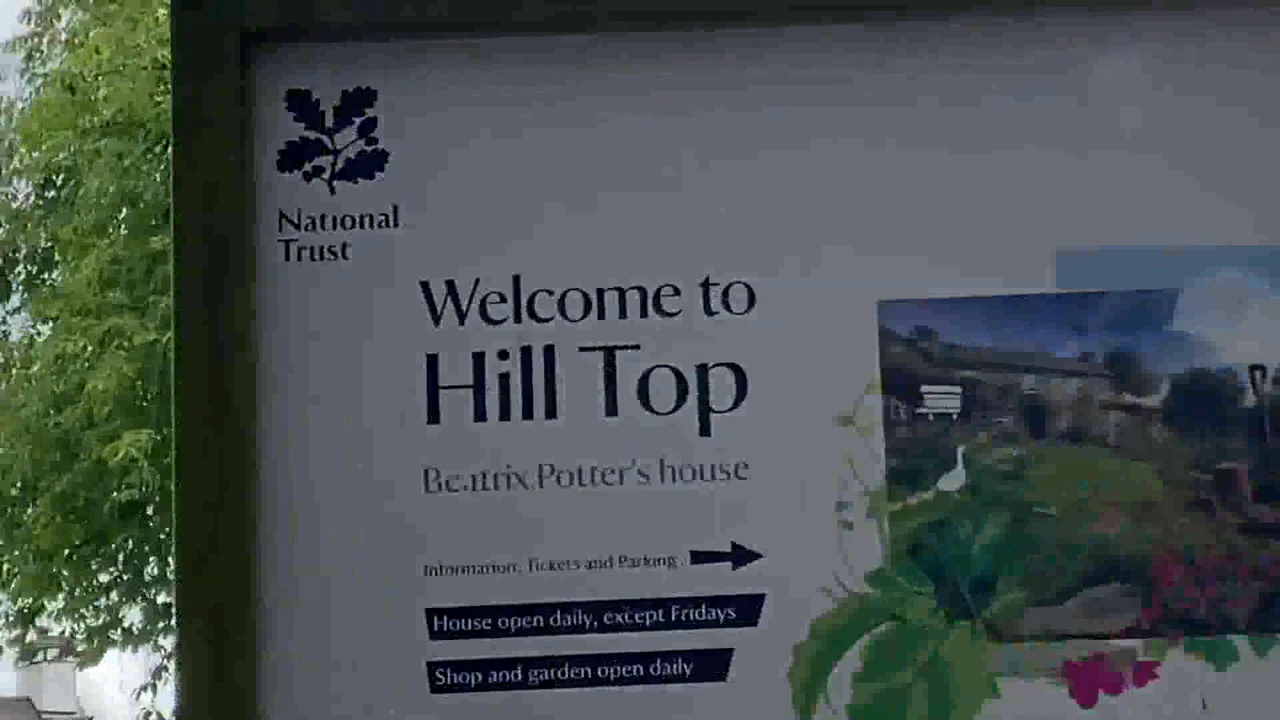 National
Trust
Welcome to
Hill Top
Beatrix Potter's house
Information, Tickets and Parking
House open daily, except Fridays
Shop and garden open daily